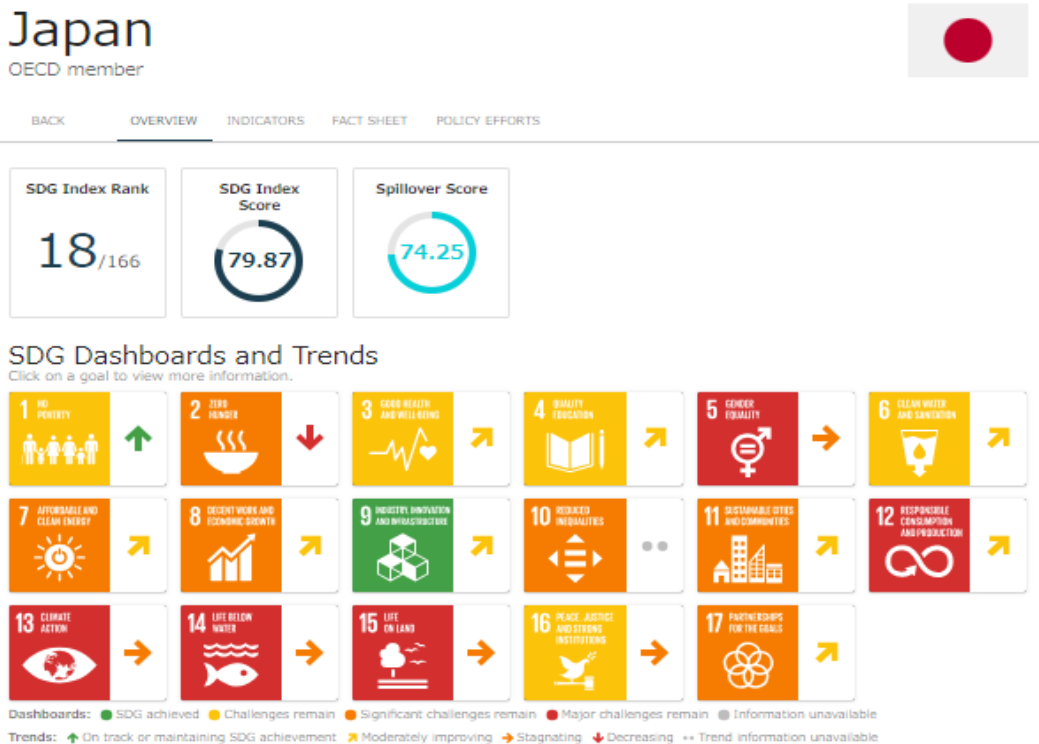 Japan
OECD member
BACK OVERVIEW INDICATORS FACT SHEET POLICY EFFORTS
SDG Index Rank
18/166
SDG Index
Score
79.87
Spillover Score
74.25
SDG Dashboards and Trends
Click on a goal to view more information.
1 NO
POVERTY
2 ZERO
HUNGER
3 GOOD HEALTH
AND WELL-BEING
4 QUALITY
EDUCATION
5 GENDER
EQUALITY
6 CLEAN WATER
AND SANITATION
7 AFFORDABLE AND
CLEAN ENERGY
8 DECENT WORK AND
ECONOMIC GROWTH
9 INDUSTRY, INNOVATION
AND INFRASTRUCTURE
10 REDUCED
INEQUALITIES
11 SUSTAINABLE CITIES
AND COMMUNITIES
12 RESPONSIBLE
CONSUMPTION
AND PRODUCTION
13 CLIMATE
ACTION
14 LIFE BELOW
WATER
15 LIFE
ON LAND
16 PEACE, JUSTICE
AND STRONG
INSTITUTIONS
17 PARTNERSHIPS
FOR THE GOALS
Dashboards: SDG achieved Challenges remain Significant challenges remain Major challenges remain Information unavailable
Trends: On track or maintaining SDG achievement Moderately improving Stagnating Decreasing Trend information unavailable